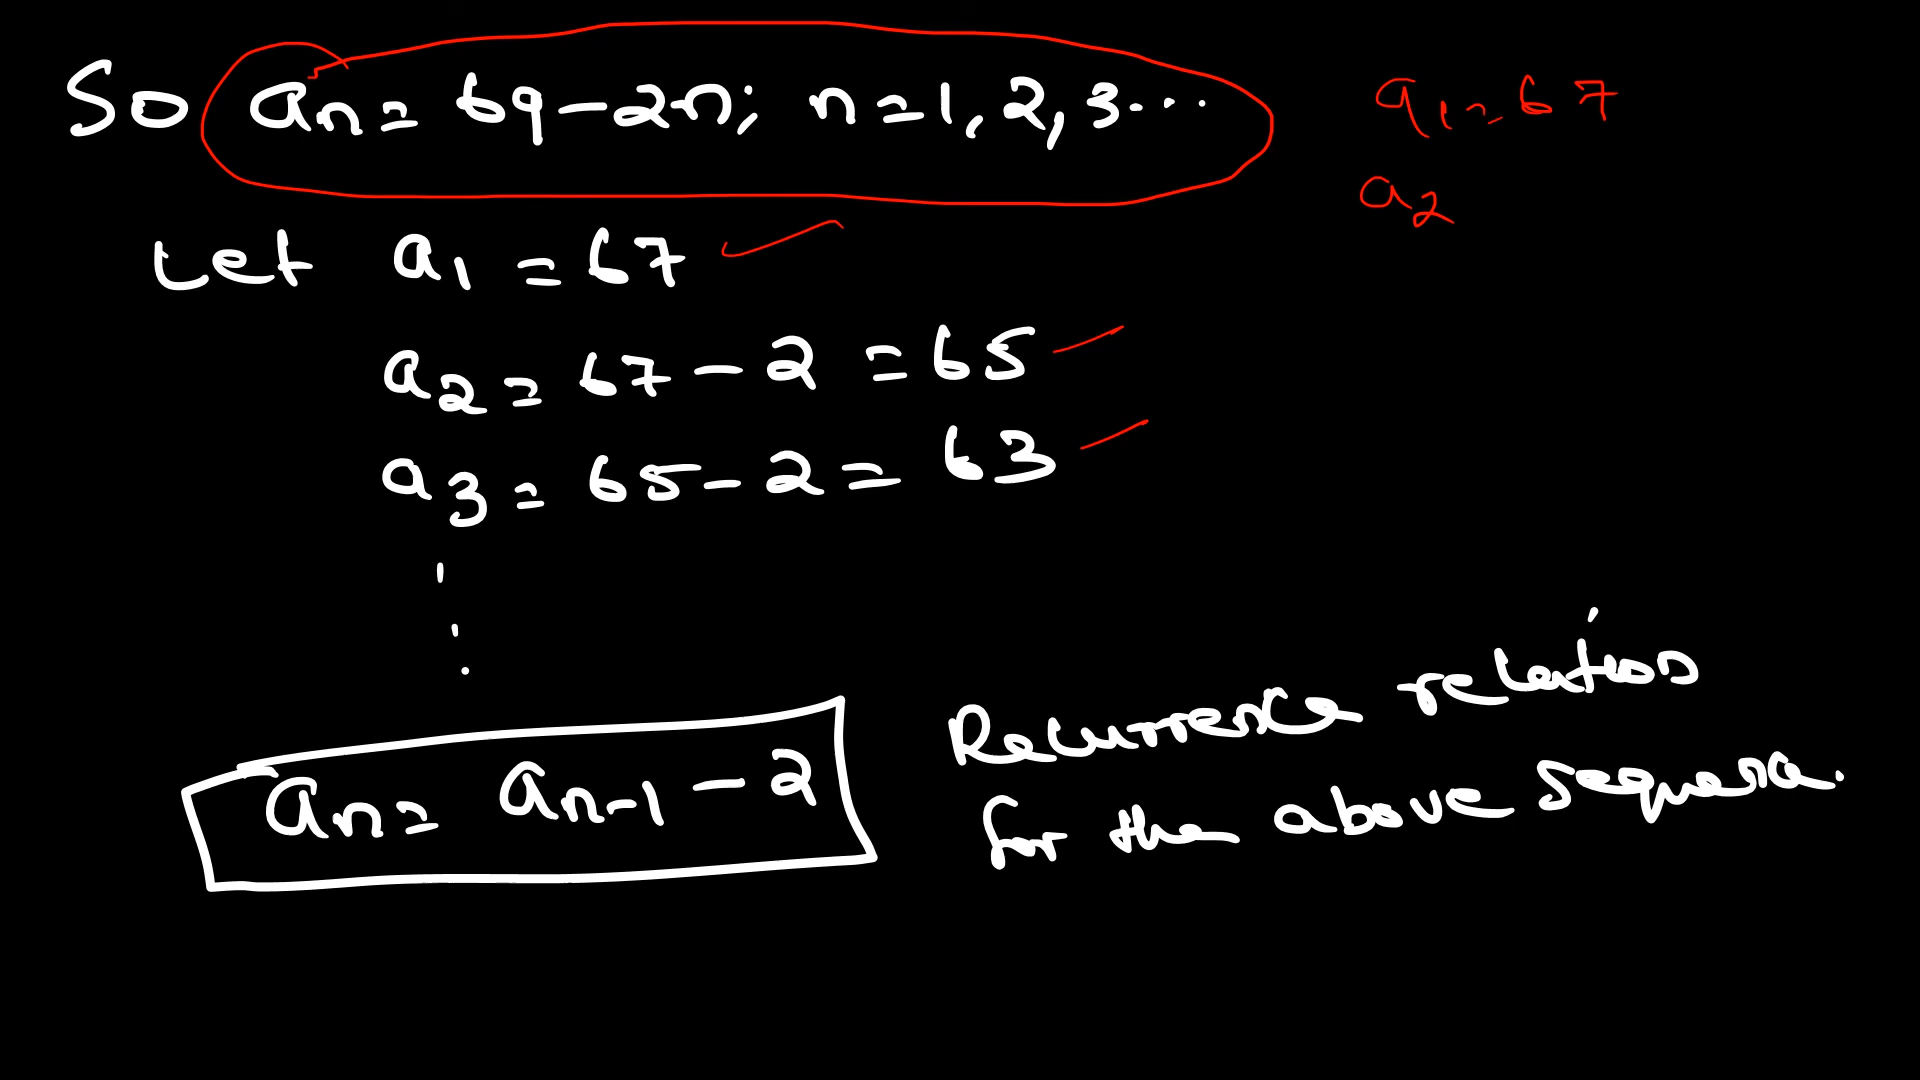 So an = 69 - 2n; n = 1, 2, 3...
a1 = 67
a2
Let a1 = 67
a2 = 67 - 2 = 65
a3 = 65 - 2 = 63
an = an-1 - 2
Recurrence relation
for the above sequence.